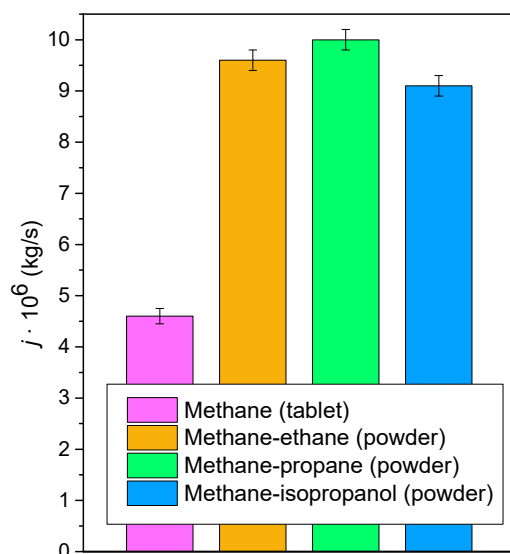 10
9
8
7
6
5
4
3
2
1
0
j · 10⁶ (kg/s)
Methane (tablet)
Methane-ethane (powder)
Methane-propane (powder)
Methane-isopropanol (powder)